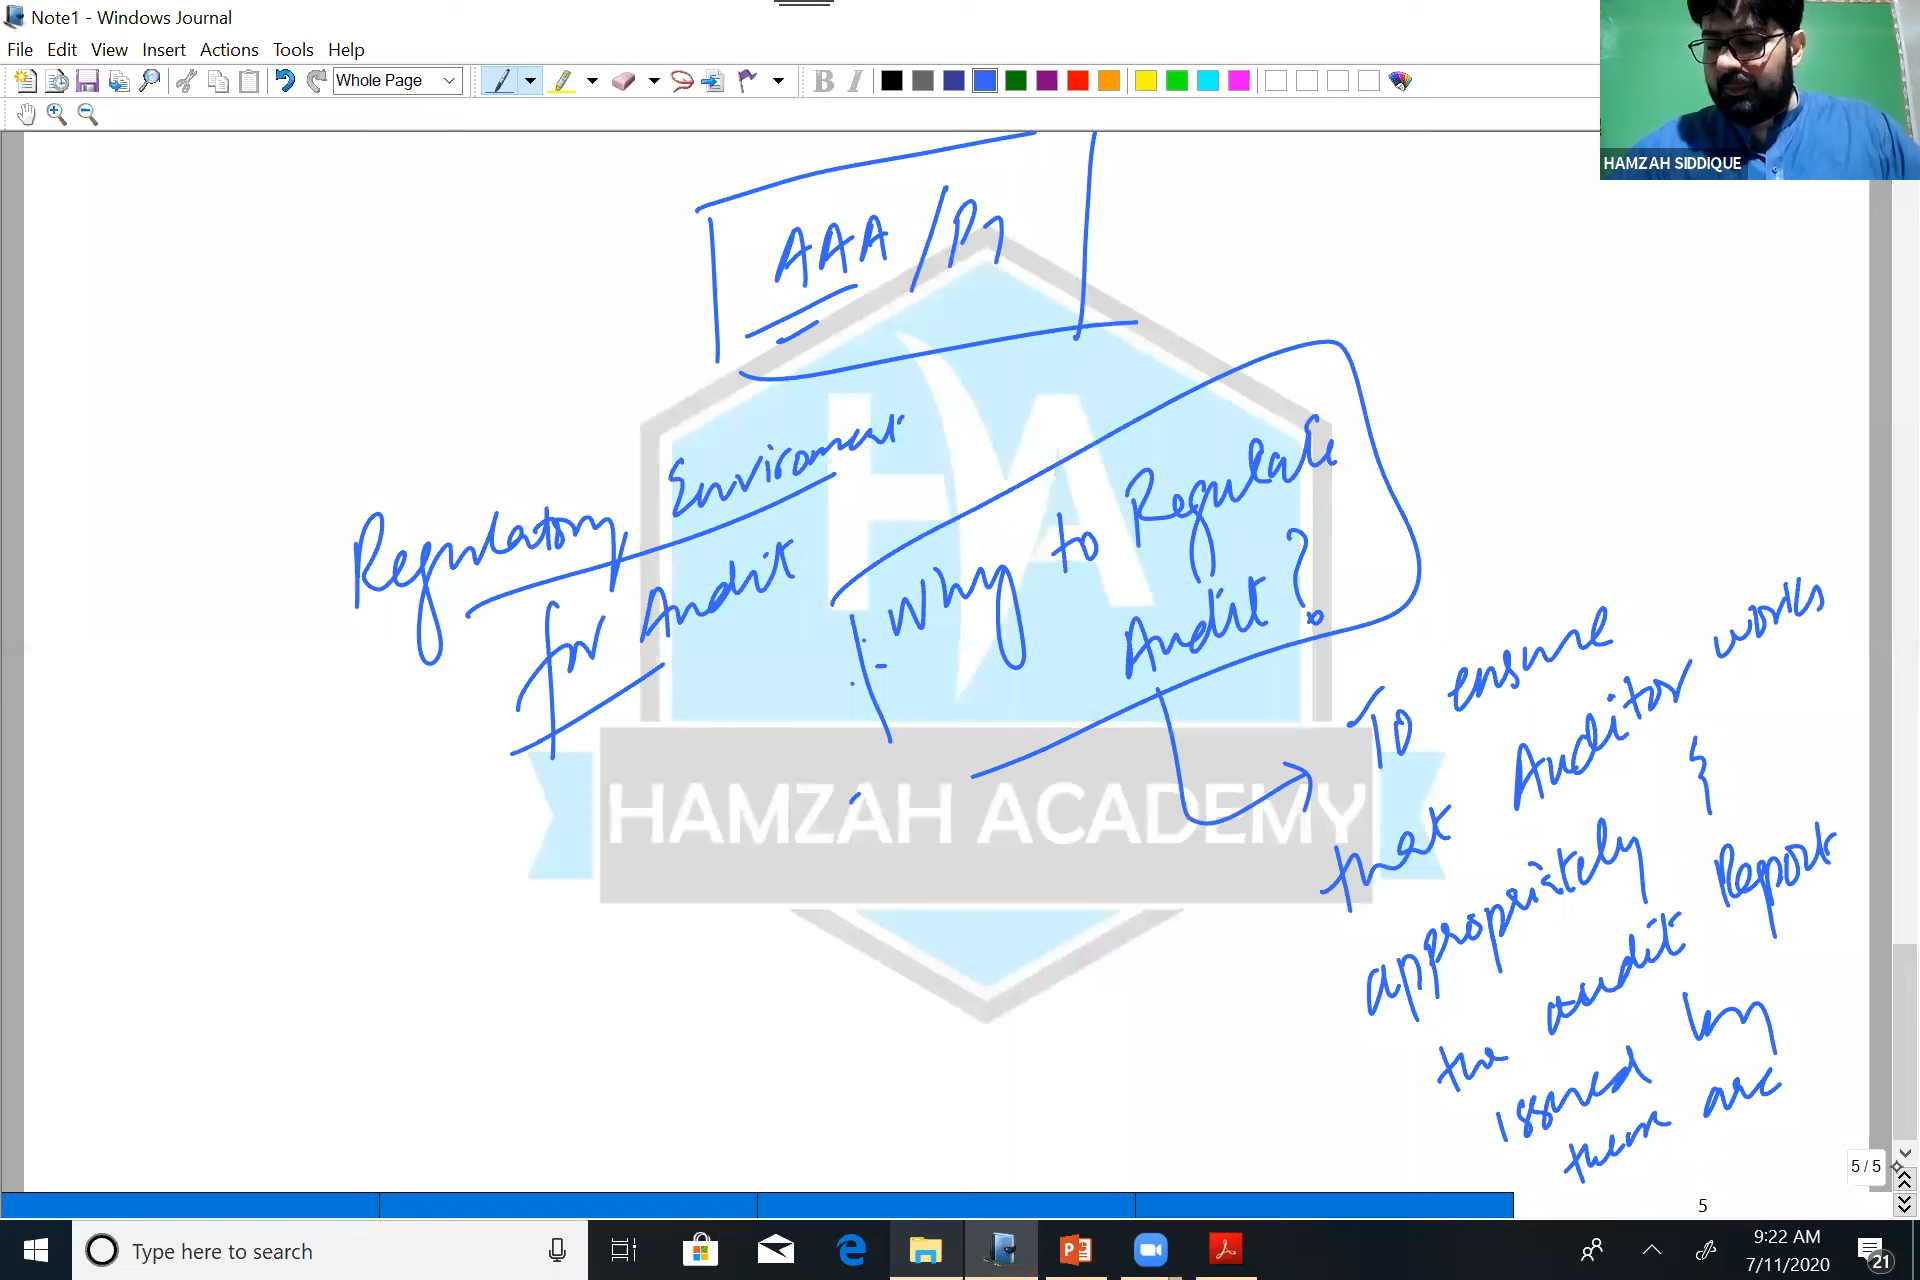 Note1 - Windows Journal
File Edit View Insert Actions Tools Help
Whole Page
B I
HAMZAH SIDDIQUE
AAA / P7
Regulatory Enviroment
for Audit
Why to Regulate
Audit?
To ensure
that Auditor works
appropriately &
the audit Report
issued by
them are
HAMZAH ACADEMY
5 / 5
5
Type here to search
9:22 AM
7/11/2020
21